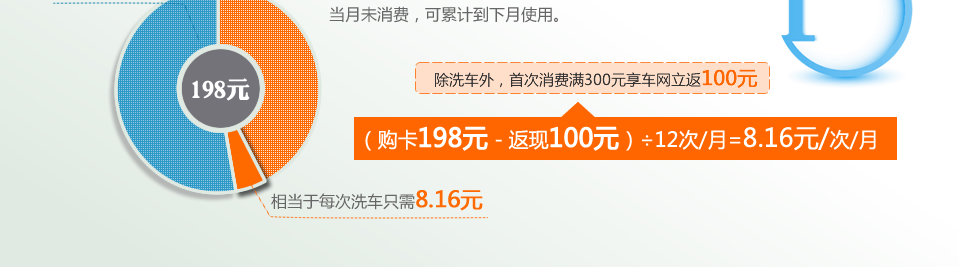 当月未消费，可累计到下月使用。
198元
除洗车外，首次消费满300元享车网立返100元
（购卡198元 - 返现100元）÷12次/月=8.16元/次/月
相当于每次洗车只需8.16元